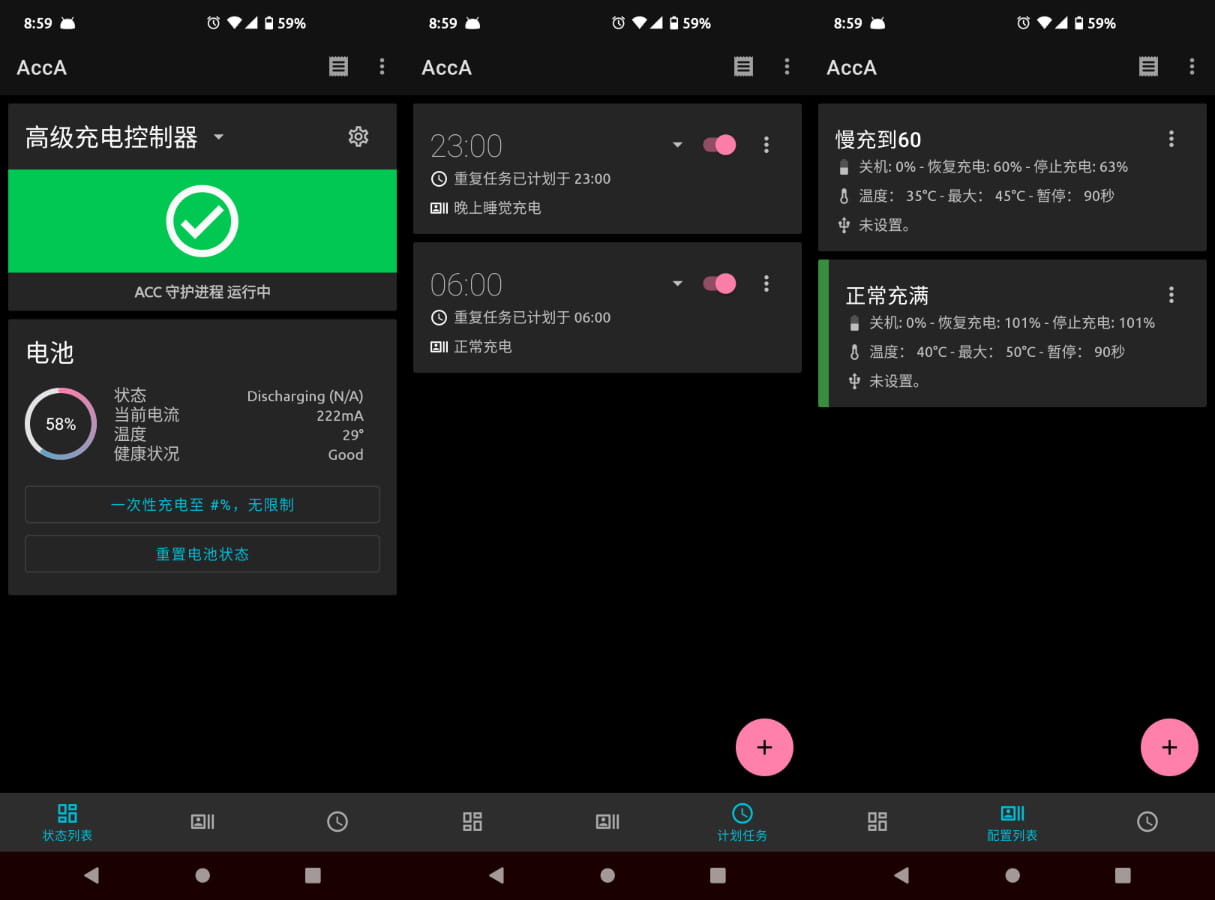 8:59 59%
AccA
高级充电控制器
ACC 守护进程 运行中
电池
58%
状态 Discharging (N/A)
当前电流 222mA
温度 29°
健康状况 Good
一次性充电至 #%，无限制
重置电池状态
状态列表
8:59 59%
AccA
23:00
重复任务已计划于 23:00
晚上睡觉充电
06:00
重复任务已计划于 06:00
正常充电
+
计划任务
8:59 59%
AccA
慢充到60
关机: 0% - 恢复充电: 60% - 停止充电: 63%
温度： 35°C - 最大： 45°C - 暂停： 90秒
未设置。
正常充满
关机: 0% - 恢复充电: 101% - 停止充电: 101%
温度： 40°C - 最大： 50°C - 暂停： 90秒
未设置。
+
配置列表